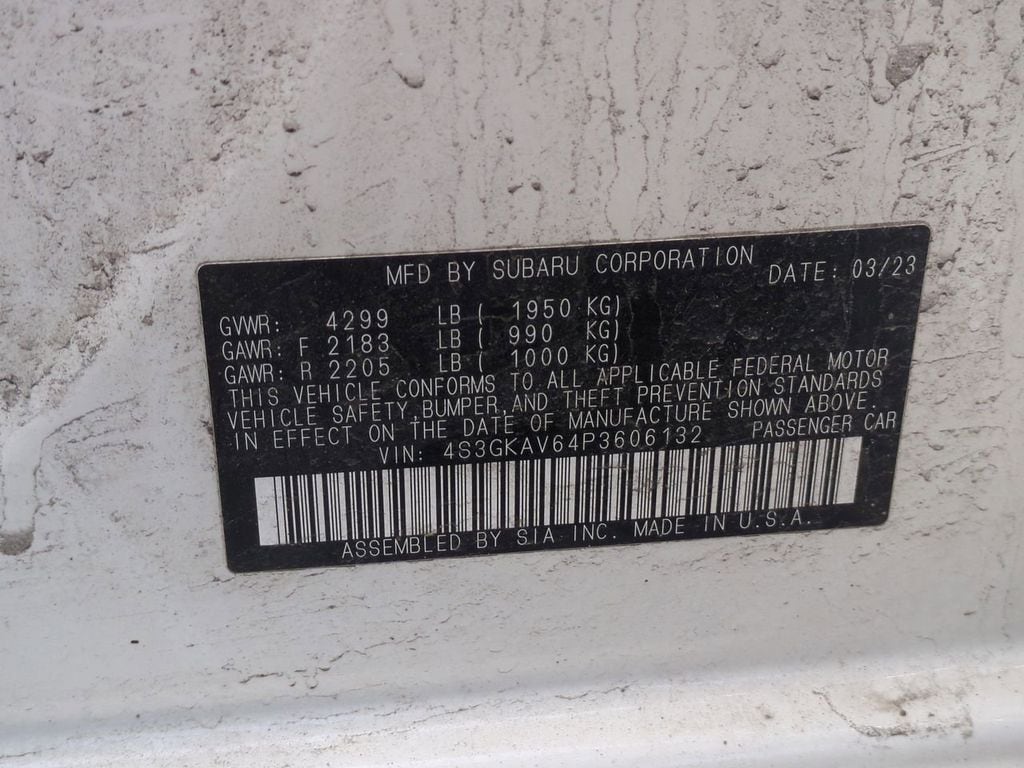 MFD BY SUBARU CORPORATION DATE: 03/23
GVWR: 4299 LB ( 1950 KG)
GAWR: F 2183 LB ( 990 KG)
GAWR: R 2205 LB ( 1000 KG)
THIS VEHICLE CONFORMS TO ALL APPLICABLE FEDERAL MOTOR
VEHICLE SAFETY, BUMPER, AND THEFT PREVENTION STANDARDS
IN EFFECT ON THE DATE OF MANUFACTURE SHOWN ABOVE.
VIN: 4S3GKAV64P3606132 PASSENGER CAR
ASSEMBLED BY SIA INC. MADE IN U.S.A.